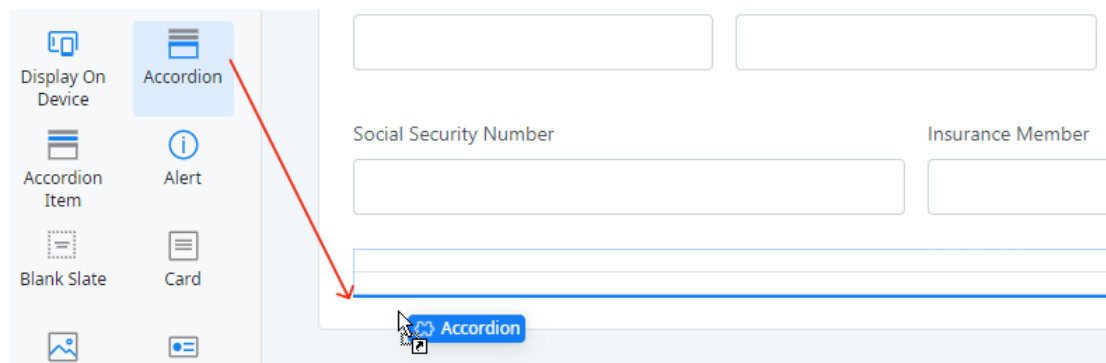 Display On
Device
Accordion
Accordion
Item
Alert
Blank Slate
Card
Social Security Number
Insurance Member
Accordion